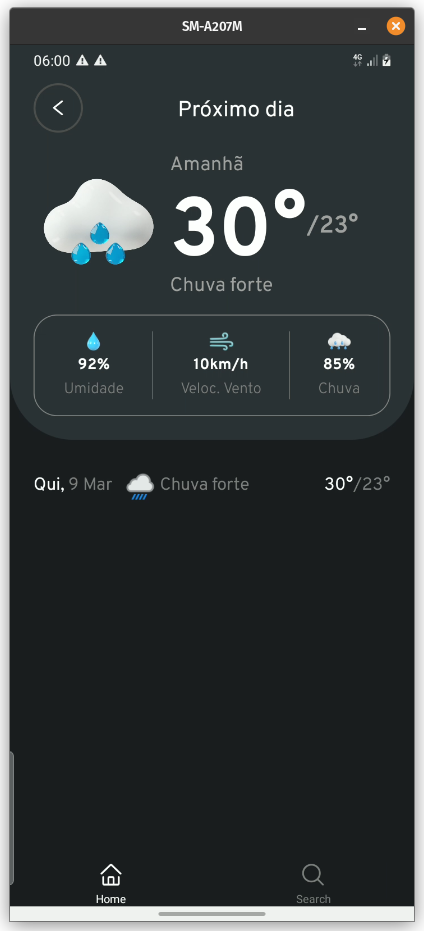 SM-A207M
06:00
4G
Próximo dia
Amanhã
30°/23°
Chuva forte
92% 10km/h 85%
Umidade Veloc. Vento Chuva
Qui, 9 Mar Chuva forte 30°/23°
Home Search